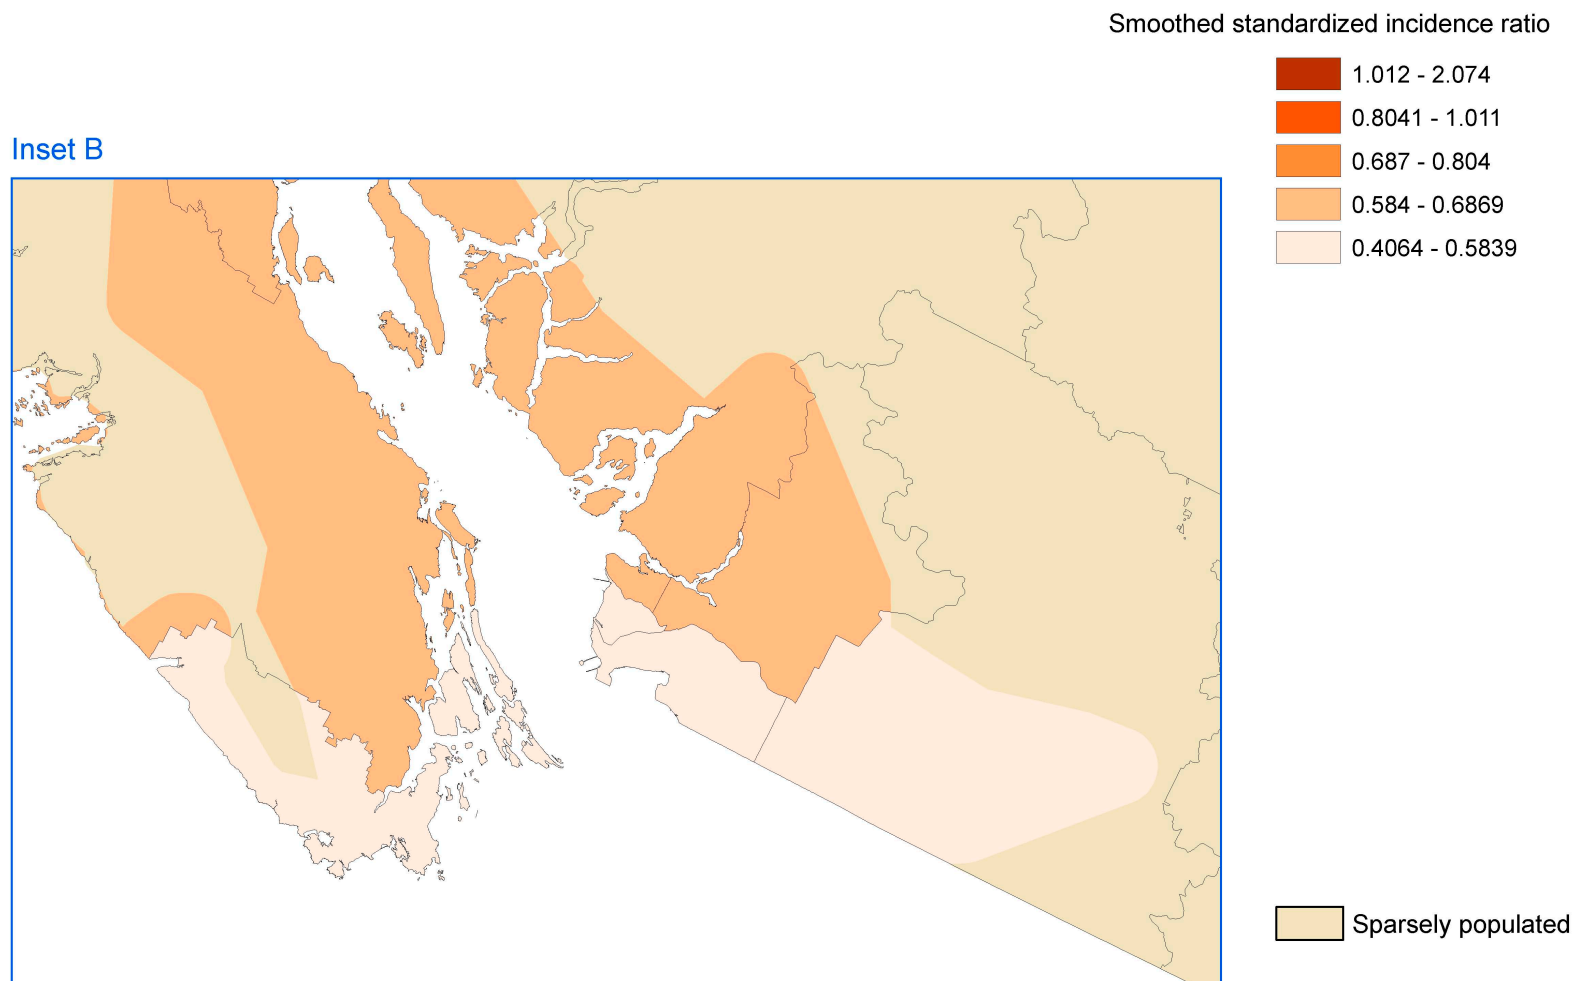 Smoothed standardized incidence ratio
1.012 - 2.074
0.8041 - 1.011
0.687 - 0.804
0.584 - 0.6869
0.4064 - 0.5839
Inset B
Sparsely populated